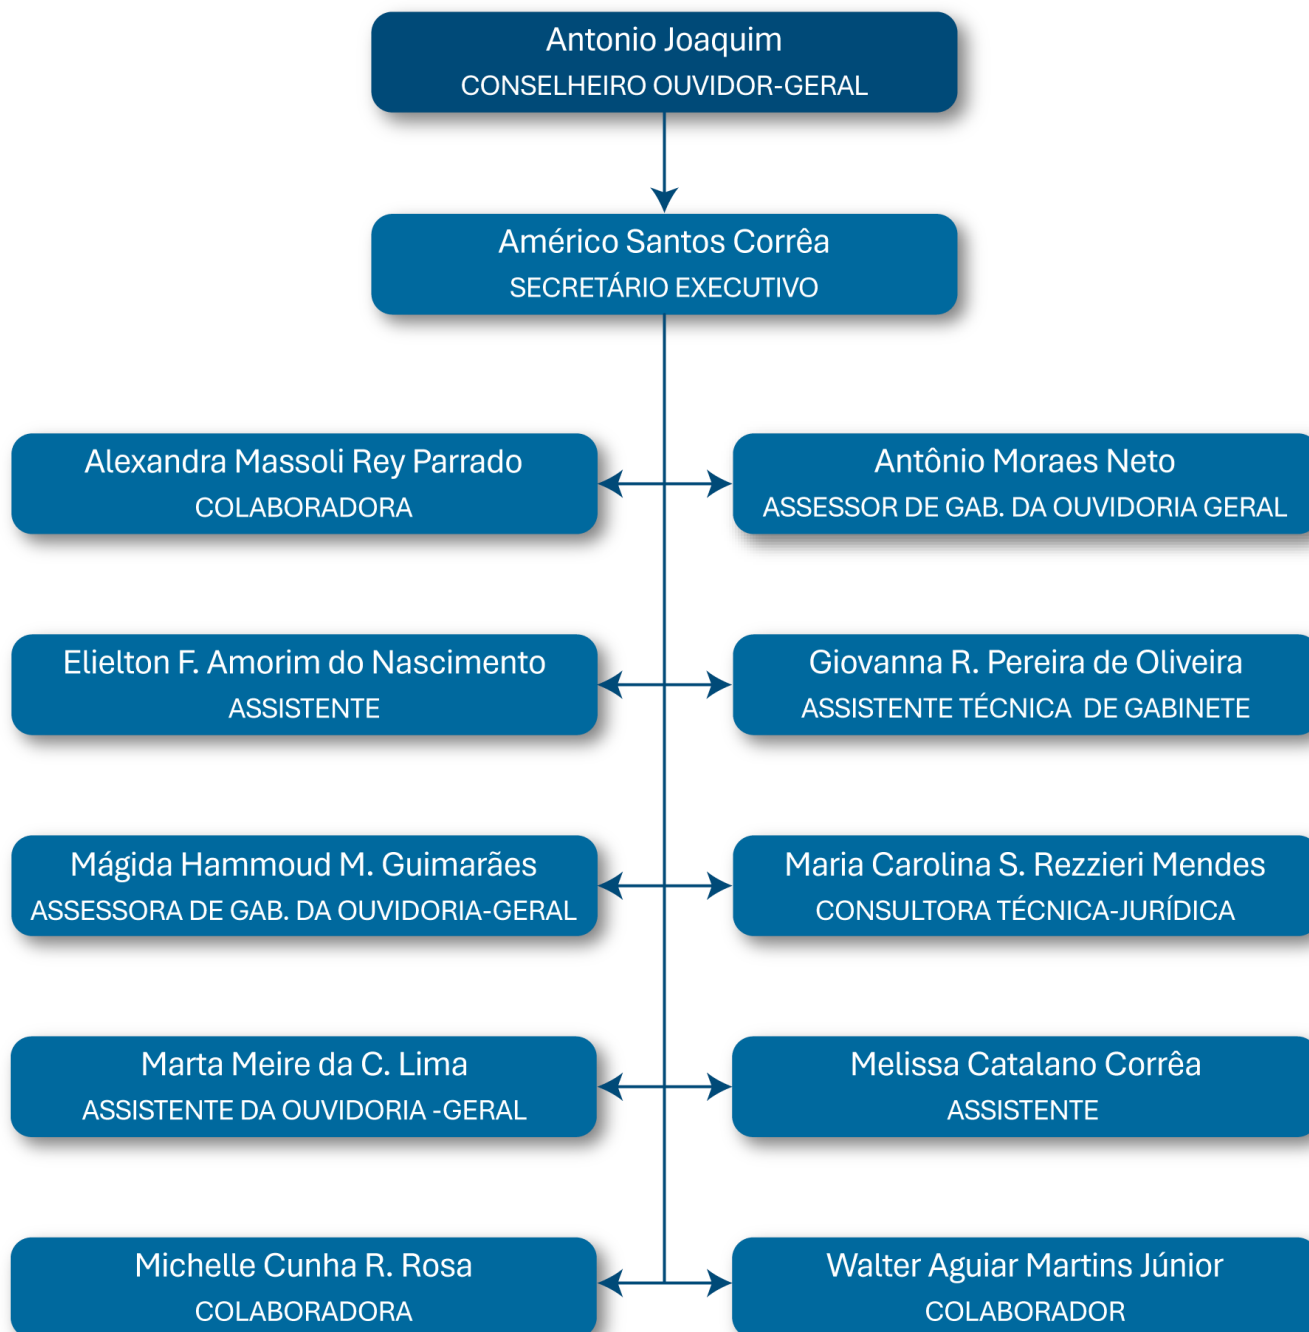 Antonio Joaquim
CONSELHEIRO OUVIDOR-GERAL
Américo Santos Corrêa
SECRETÁRIO EXECUTIVO
Alexandra Massoli Rey Parrado
COLABORADORA
Antônio Moraes Neto
ASSESSOR DE GAB. DA OUVIDORIA GERAL
Elielton F. Amorim do Nascimento
ASSISTENTE
Giovanna R. Pereira de Oliveira
ASSISTENTE TÉCNICA  DE GABINETE
Mágida Hammoud M. Guimarães
ASSESSORA DE GAB. DA OUVIDORIA-GERAL
Maria Carolina S. Rezzieri Mendes
CONSULTORA TÉCNICA-JURÍDICA
Marta Meire da C. Lima
ASSISTENTE DA OUVIDORIA -GERAL
Melissa Catalano Corrêa
ASSISTENTE
Michelle Cunha R. Rosa
COLABORADORA
Walter Aguiar Martins Júnior
COLABORADOR